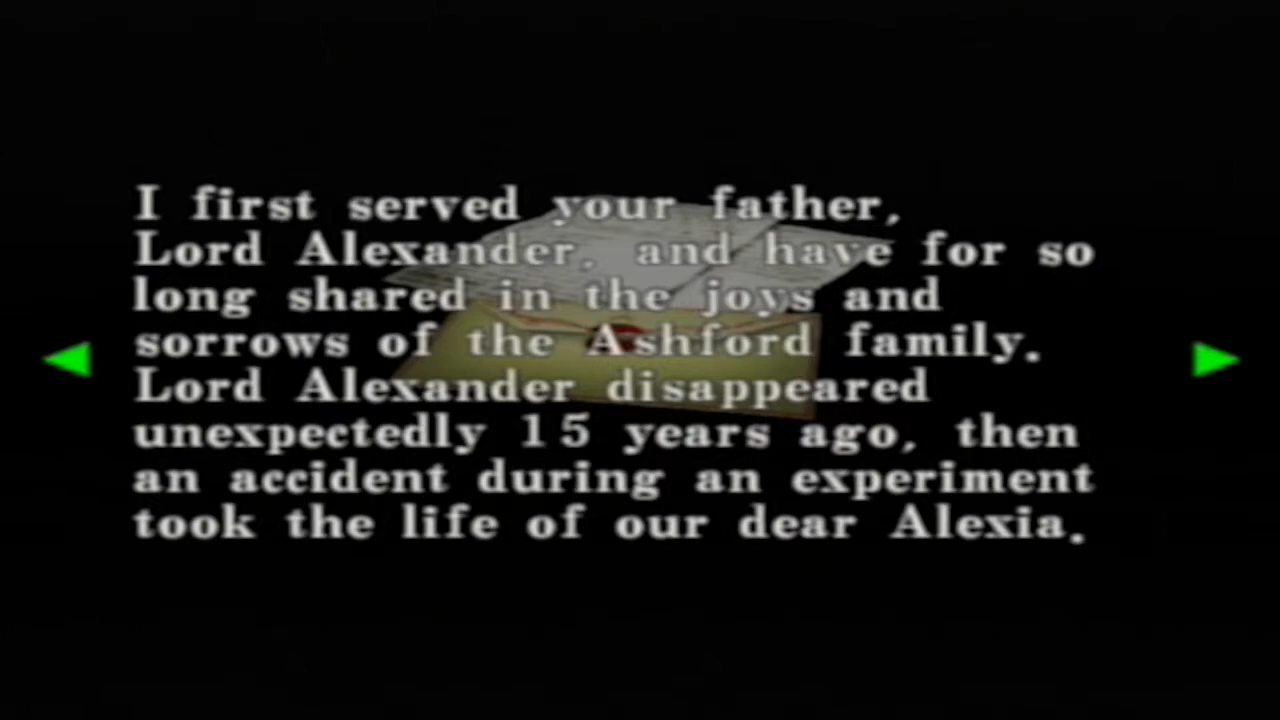 I first served your father,
Lord Alexander, and have for so
long shared in the joys and
sorrows of the Ashford family.
Lord Alexander disappeared
unexpectedly 15 years ago, then
an accident during an experiment
took the life of our dear Alexia.